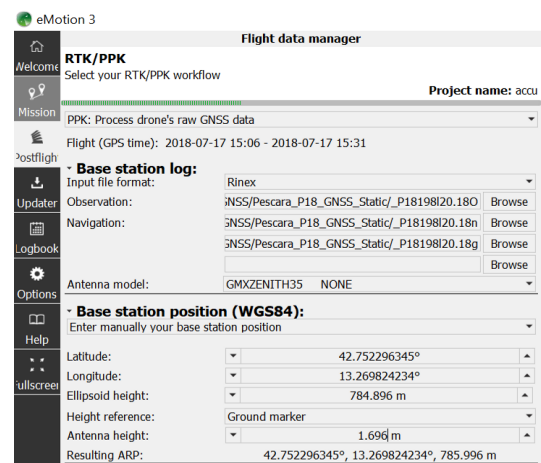 eMotion 3
Flight data manager
Welcome
RTK/PPK
Select your RTK/PPK workflow
Project name: accu
Mission
PPK: Process drone's raw GNSS data
Flight (GPS time): 2018-07-17 15:06 - 2018-07-17 15:31
Postfligh
Base station log:
Input file format: Rinex
Updater
Observation: iNSS/Pescara_P18_GNSS_Static/_P18198l20.18O Browse
Navigation: GNSS/Pescara_P18_GNSS_Static/_P18198l20.18n Browse
Logbook
GNSS/Pescara_P18_GNSS_Static/_P18198l20.18g Browse
Browse
Options
Antenna model: GMXZENITH35 NONE
Base station position (WGS84):
Enter manually your base station position
Help
Latitude: 42.752296345°
Longitude: 13.269824234°
ullscreen
Ellipsoid height: 784.896 m
Height reference: Ground marker
Antenna height: 1.696 m
Resulting ARP: 42.752296345°, 13.269824234°, 785.996 m